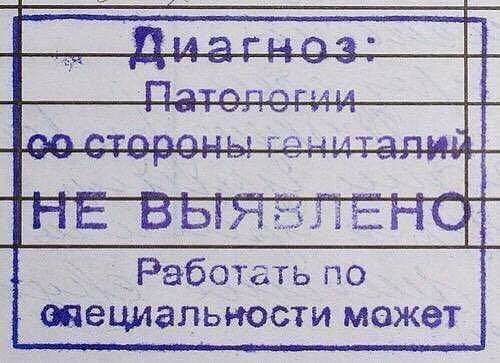 Диагноз:
Патологии
со стороны гениталий
НЕ ВЫЯВЛЕНО
Работать по
специальности может